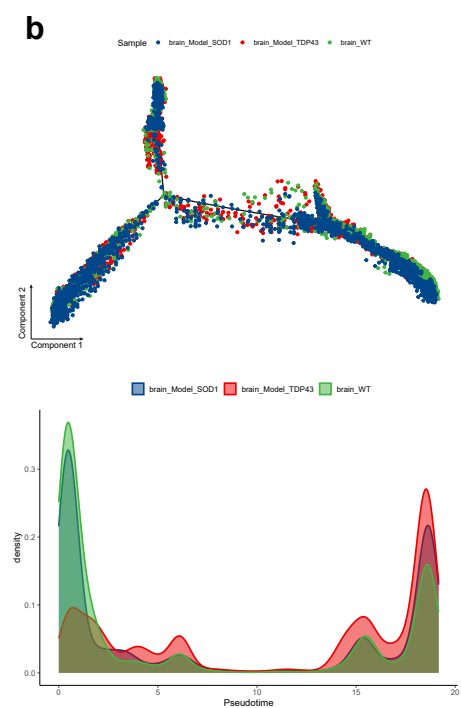 b
Sample brain_Model_SOD1 brain_Model_TDP43 brain_WT
Component 2
Component 1
brain_Model_SOD1 brain_Model_TDP43 brain_WT
density
0.3
0.2
0.1
0.0
0 5 10 15 20
Pseudotime